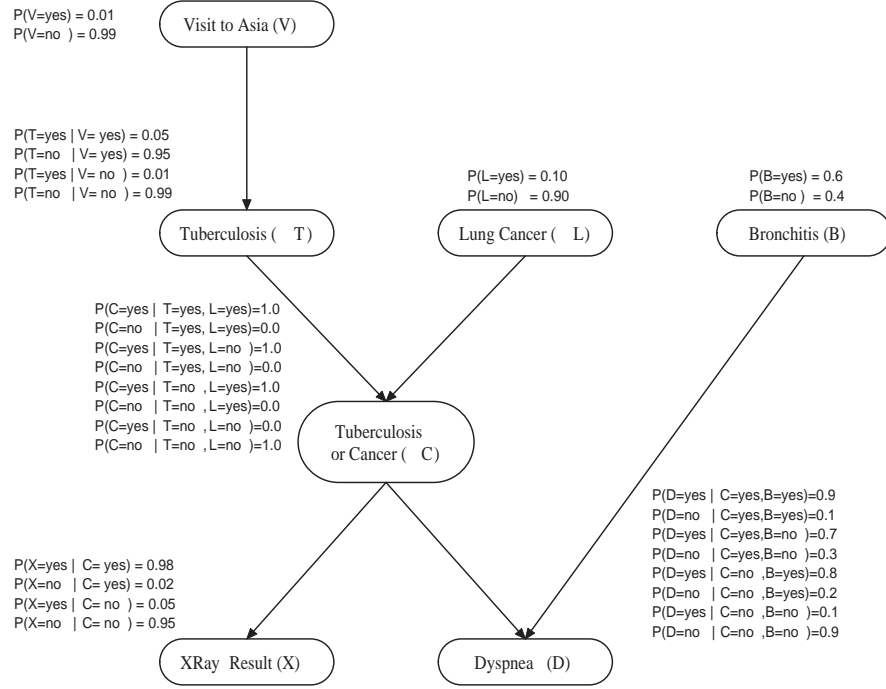 P(V=yes) = 0.01
P(V=no ) = 0.99
Visit to Asia (V)
P(T=yes | V= yes) = 0.05
P(T=no | V= yes) = 0.95
P(T=yes | V= no ) = 0.01
P(T=no | V= no ) = 0.99
P(L=yes) = 0.10
P(L=no) = 0.90
P(B=yes) = 0.6
P(B=no ) = 0.4
Tuberculosis ( T)
Lung Cancer ( L)
Bronchitis (B)
P(C=yes | T=yes, L=yes)=1.0
P(C=no | T=yes, L=yes)=0.0
P(C=yes | T=yes, L=no )=1.0
P(C=no | T=yes, L=no )=0.0
P(C=yes | T=no , L=yes)=1.0
P(C=no | T=no , L=yes)=0.0
P(C=yes | T=no , L=no )=0.0
P(C=no | T=no , L=no )=1.0
Tuberculosis
or Cancer ( C)
P(D=yes | C=yes,B=yes)=0.9
P(D=no | C=yes,B=yes)=0.1
P(D=yes | C=yes,B=no )=0.7
P(D=no | C=yes,B=no )=0.3
P(D=yes | C=no ,B=yes)=0.8
P(D=no | C=no ,B=yes)=0.2
P(D=yes | C=no ,B=no )=0.1
P(D=no | C=no ,B=no )=0.9
P(X=yes | C= yes) = 0.98
P(X=no | C= yes) = 0.02
P(X=yes | C= no ) = 0.05
P(X=no | C= no ) = 0.95
XRay Result (X)
Dyspnea (D)